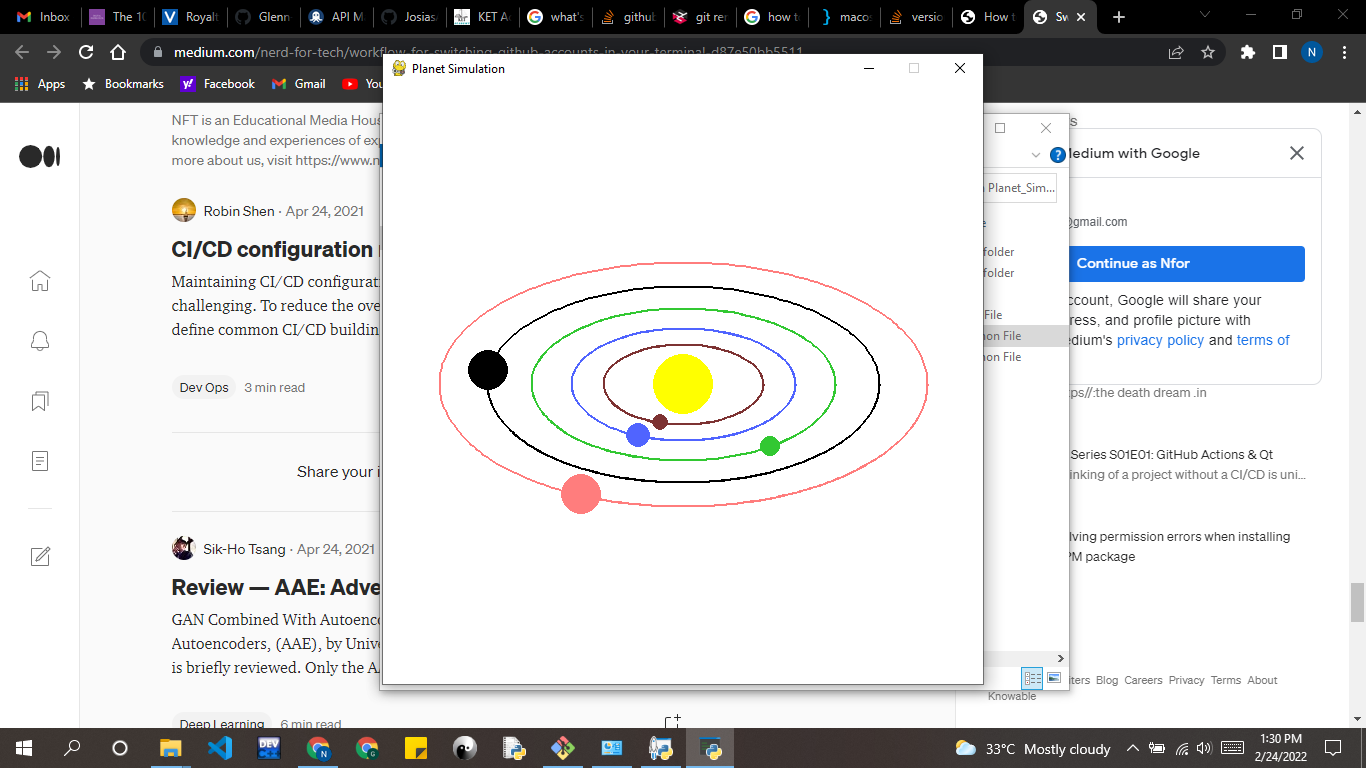 Inbox
The 10
Royalt
Glenn
API M
Josias
KET A
what's
github
git re
how t
macos
versio
How t
Sw
medium.com/nerd-for-tech/workflow-for-switching-github-accounts-in-your-terminal-d87e50bb5511
N
Apps
Bookmarks
Facebook
Gmail
You
Planet Simulation
NFT is an Educational Media Hous
knowledge and experiences of ex
more about us, visit https://www.n
Robin Shen · Apr 24, 2021
CI/CD configuration
Maintaining CI/CD configurati
challenging. To reduce the ove
define common CI/CD buildin
Dev Ops
3 min read
Share your i
Sik-Ho Tsang · Apr 24, 2021
Review — AAE: Adve
GAN Combined With Autoenc
Autoencoders, (AAE), by Unive
is briefly reviewed. Only the A
Deep Learning
6 min read
Planet_Sim...
folder
folder
File
on File
on File
Medium with Google
@gmail.com
Continue as Nfor
ccount, Google will share your
ress, and profile picture with
edium's privacy policy and terms of
tps//:the death dream .in
Series S01E01: GitHub Actions & Qt
inking of a project without a CI/CD is uni...
lving permission errors when installing
PM package
iters Blog Careers Privacy Terms About
Knowable
DEV
33°C Mostly cloudy
1:30 PM
2/24/2022